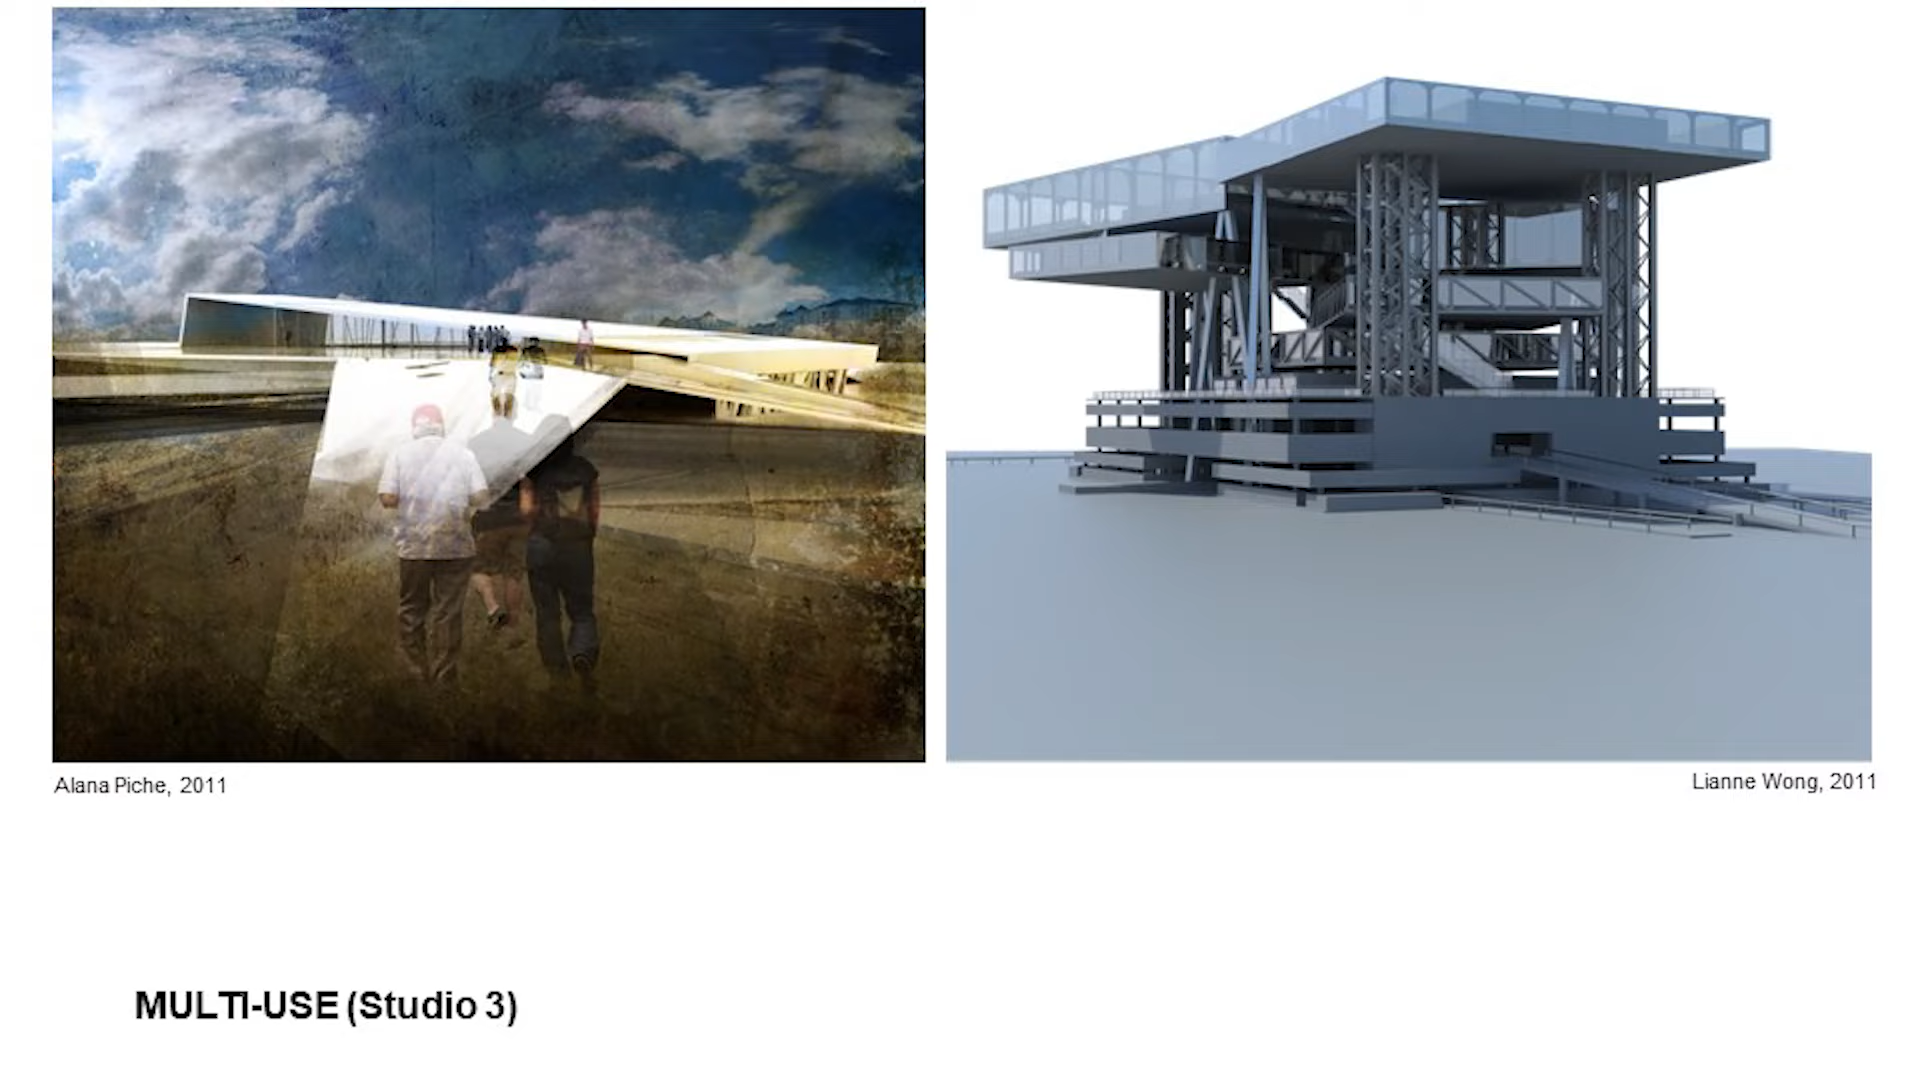 Alana Piche, 2011
Lianne Wong, 2011
MULTI-USE (Studio 3)